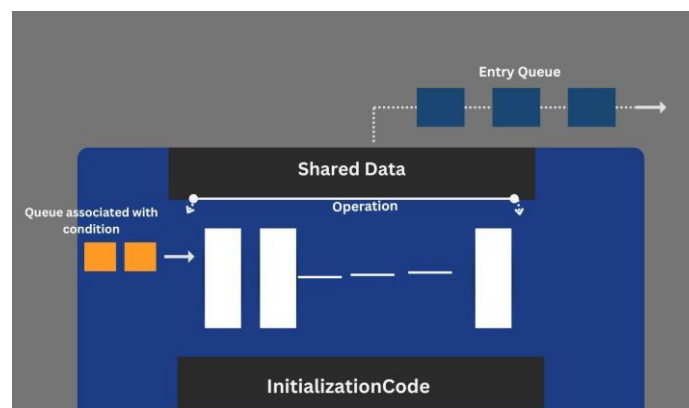 Entry Queue
Shared Data
Operation
Queue associated with
condition
InitializationCode